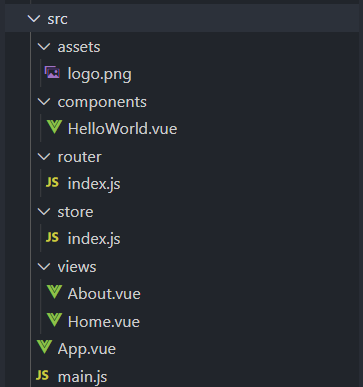 src
assets
logo.png
components
HelloWorld.vue
router
JS index.js
store
JS index.js
views
About.vue
Home.vue
App.vue
JS main.js